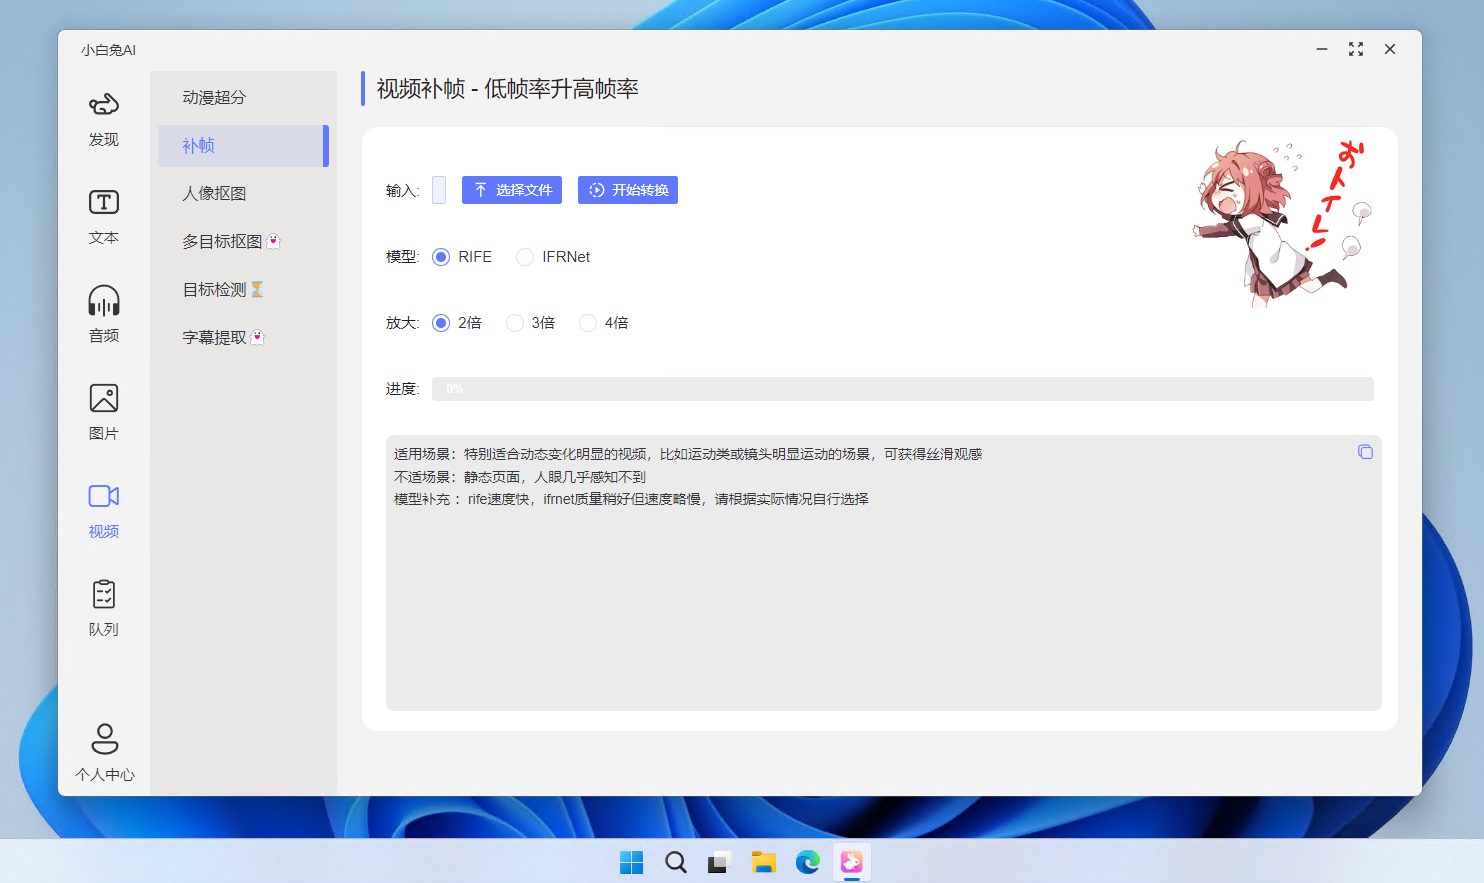 小白兔AI
发现
文本
音频
图片
视频
队列
个人中心
动漫超分
补帧
人像抠图
多目标抠图
目标检测
字幕提取
视频补帧 - 低帧率升高帧率
输入:
选择文件
开始转换
模型:
RIFE
IFRNet
放大:
2倍
3倍
4倍
进度:
0%
适用场景：特别适合动态变化明显的视频，比如运动类或镜头明显运动的场景，可获得丝滑观感
不适场景：静态页面，人眼几乎感知不到
模型补充 ：rife速度快，ifrnet质量稍好但速度略慢，请根据实际情况自行选择
おトイレ!